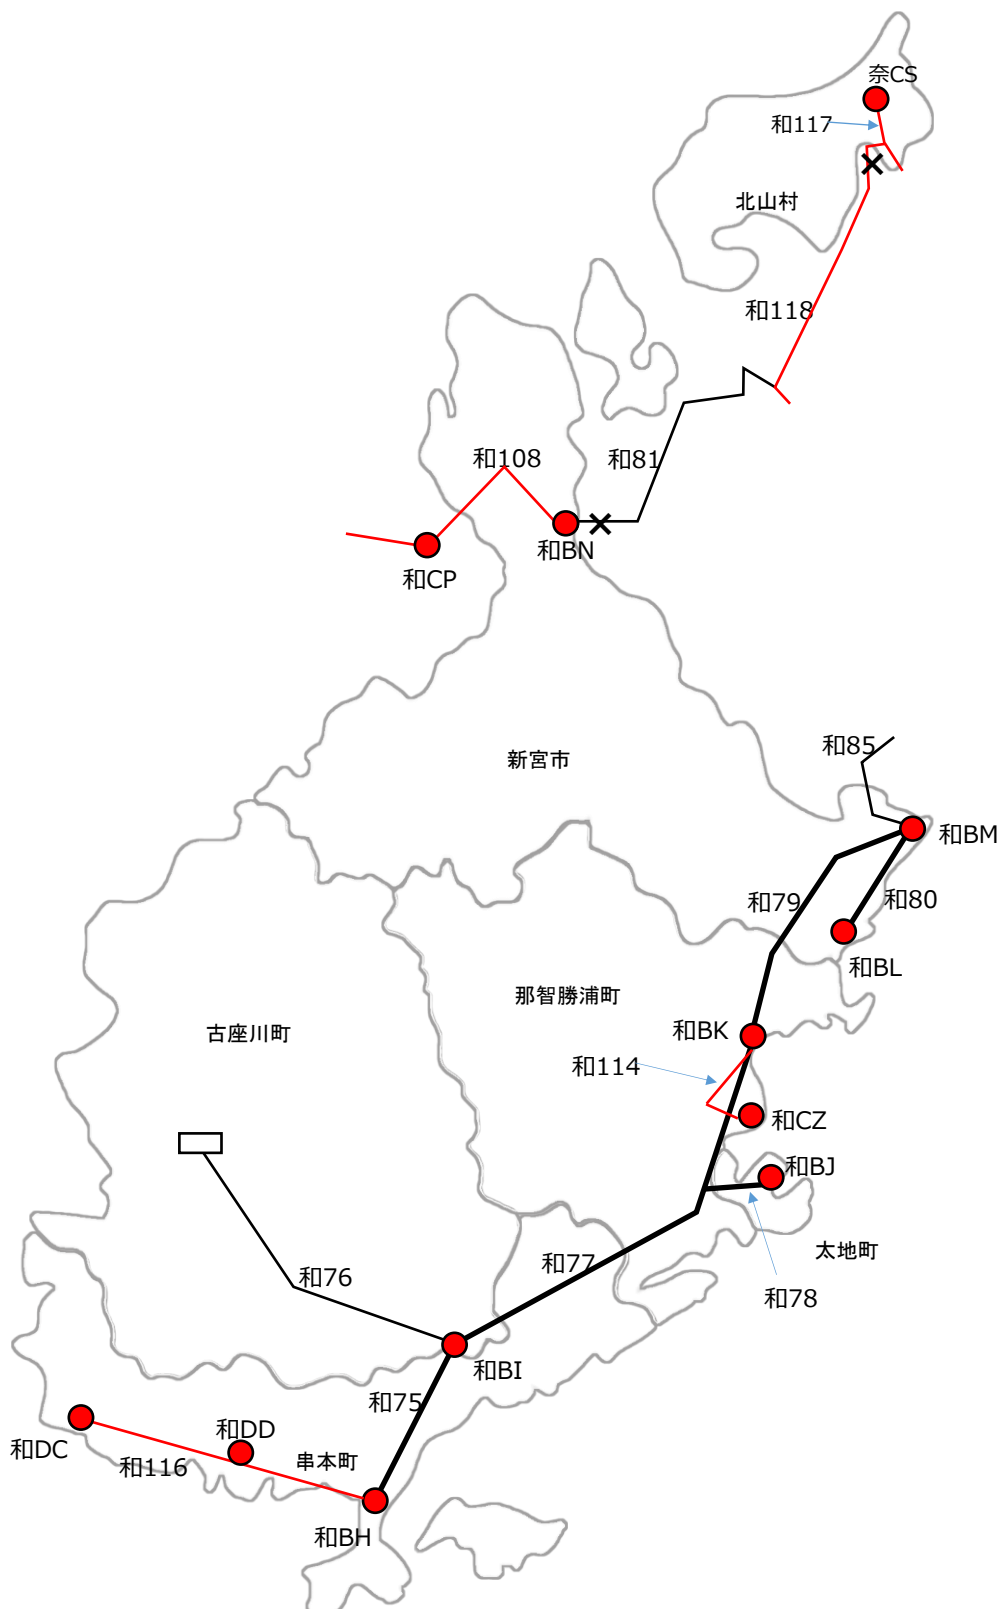 奈CS
和117
北山村
和118
和108
和81
和BN
和CP
和85
新宮市
和BM
和79
和80
和BL
那智勝浦町
和BK
古座川町
和114
和CZ
和BJ
太地町
和77
和76
和78
和BI
和75
和DD
和DC
和116
串本町
和BH